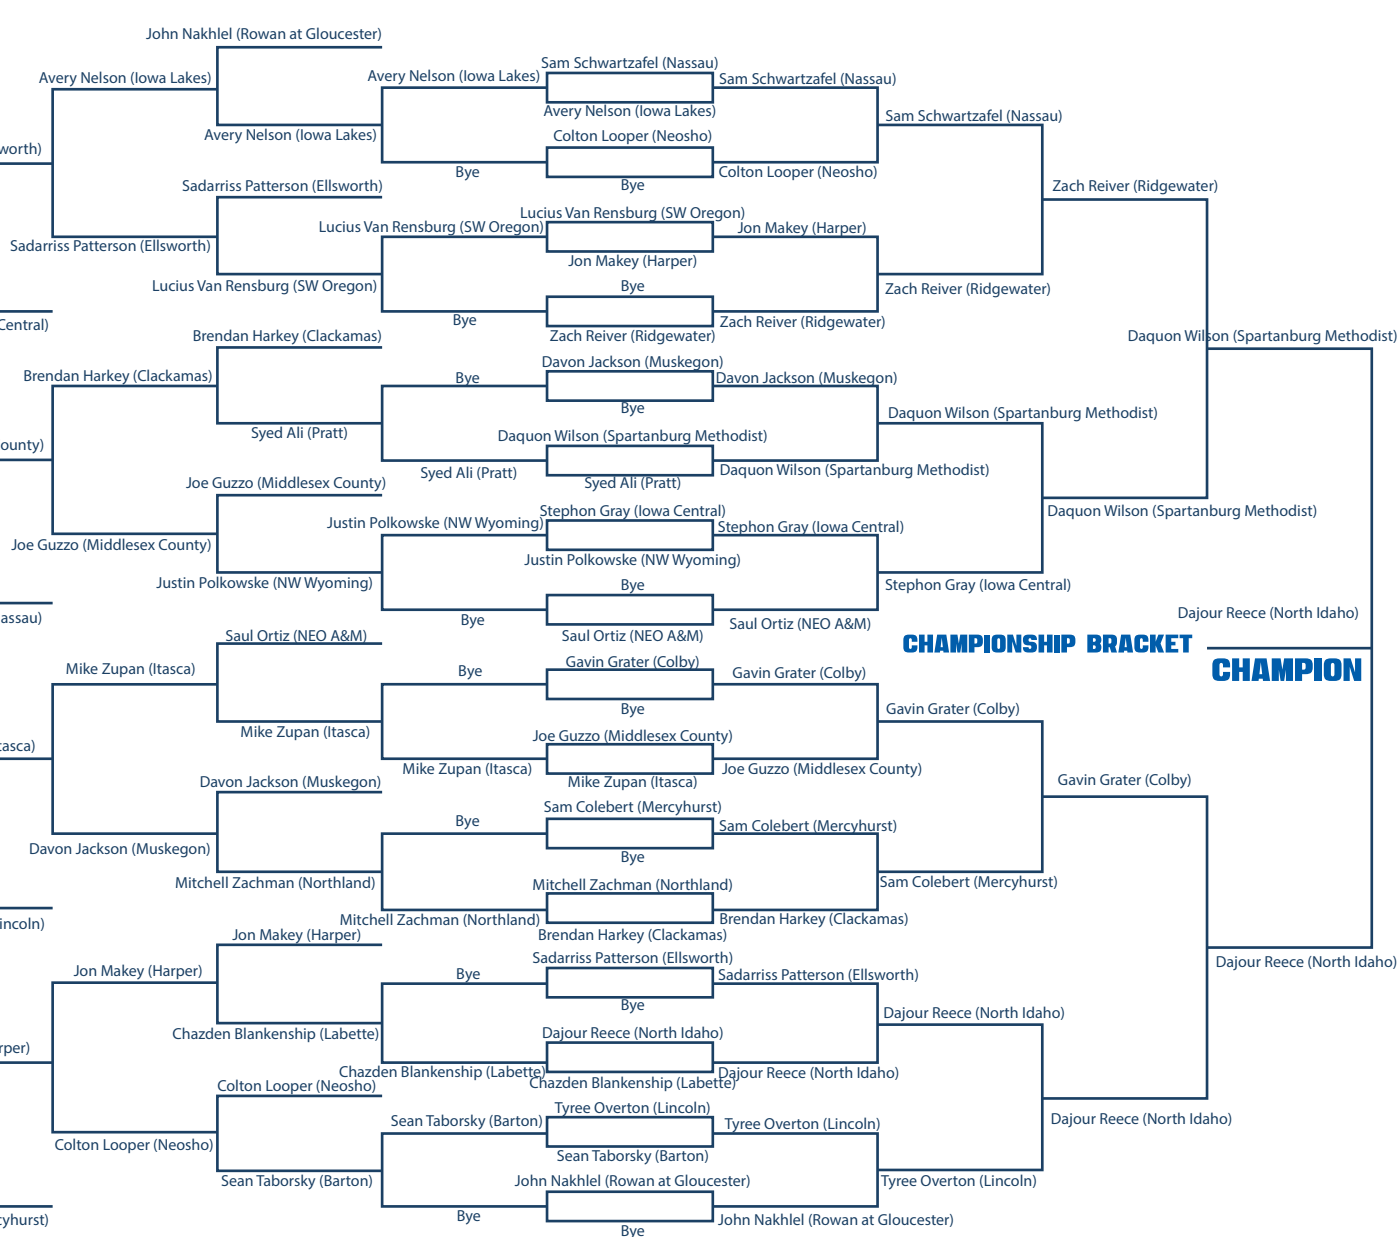 John Nakhlel (Rowan at Gloucester)
Sam Schwartzafel (Nassau)
Avery Nelson (Iowa Lakes)
Avery Nelson (Iowa Lakes)
Sam Schwartzafel (Nassau)
Avery Nelson (Iowa Lakes)
Sam Schwartzafel (Nassau)
Avery Nelson (Iowa Lakes)
Colton Looper (Neosho)
worth)
Bye
Colton Looper (Neosho)
Bye
Sadarriss Patterson (Ellsworth)
Zach Reiver (Ridgewater)
Lucius Van Rensburg (SW Oregon)
Lucius Van Rensburg (SW Oregon)
Jon Makey (Harper)
Sadarriss Patterson (Ellsworth)
Jon Makey (Harper)
Lucius Van Rensburg (SW Oregon)
Bye
Zach Reiver (Ridgewater)
Bye
Zach Reiver (Ridgewater)
Central)
Brendan Harkey (Clackamas)
Zach Reiver (Ridgewater)
Daquon Wilson (Spartanburg Methodist)
Davon Jackson (Muskegon)
Brendan Harkey (Clackamas)
Bye
Davon Jackson (Muskegon)
Bye
Daquon Wilson (Spartanburg Methodist)
Syed Ali (Pratt)
Daquon Wilson (Spartanburg Methodist)
ounty)
Syed Ali (Pratt)
Daquon Wilson (Spartanburg Methodist)
Joe Guzzo (Middlesex County)
Syed Ali (Pratt)
Stephon Gray (Iowa Central)
Daquon Wilson (Spartanburg Methodist)
Justin Polkowske (NW Wyoming)
Stephon Gray (Iowa Central)
Joe Guzzo (Middlesex County)
Justin Polkowske (NW Wyoming)
Justin Polkowske (NW Wyoming)
Bye
Stephon Gray (Iowa Central)
assau)
Bye
Saul Ortiz (NEO A&M)
Dajour Reece (North Idaho)
Saul Ortiz (NEO A&M)
Saul Ortiz (NEO A&M)
CHAMPIONSHIP BRACKET
Mike Zupan (Itasca)
Bye
Gavin Grater (Colby)
Gavin Grater (Colby)
CHAMPION
Bye
Gavin Grater (Colby)
Mike Zupan (Itasca)
Joe Guzzo (Middlesex County)
tasca)
Mike Zupan (Itasca)
Joe Guzzo (Middlesex County)
Davon Jackson (Muskegon)
Mike Zupan (Itasca)
Gavin Grater (Colby)
Sam Colebert (Mercyhurst)
Bye
Sam Colebert (Mercyhurst)
Davon Jackson (Muskegon)
Bye
Mitchell Zachman (Northland)
Mitchell Zachman (Northland)
Sam Colebert (Mercyhurst)
incoln)
Mitchell Zachman (Northland)
Brendan Harkey (Clackamas)
Jon Makey (Harper)
Brendan Harkey (Clackamas)
Sadarriss Patterson (Ellsworth)
Dajour Reece (North Idaho)
Jon Makey (Harper)
Bye
Sadarriss Patterson (Ellsworth)
Bye
Dajour Reece (North Idaho)
Chazden Blankenship (Labette)
Dajour Reece (North Idaho)
rper)
Chazden Blankenship (Labette)
Dajour Reece (North Idaho)
Colton Looper (Neosho)
Chazden Blankenship (Labette)
Tyree Overton (Lincoln)
Sean Taborsky (Barton)
Tyree Overton (Lincoln)
Dajour Reece (North Idaho)
Colton Looper (Neosho)
Sean Taborsky (Barton)
Sean Taborsky (Barton)
John Nakhlel (Rowan at Gloucester)
Tyree Overton (Lincoln)
cyhurst)
Bye
John Nakhlel (Rowan at Gloucester)
Bye